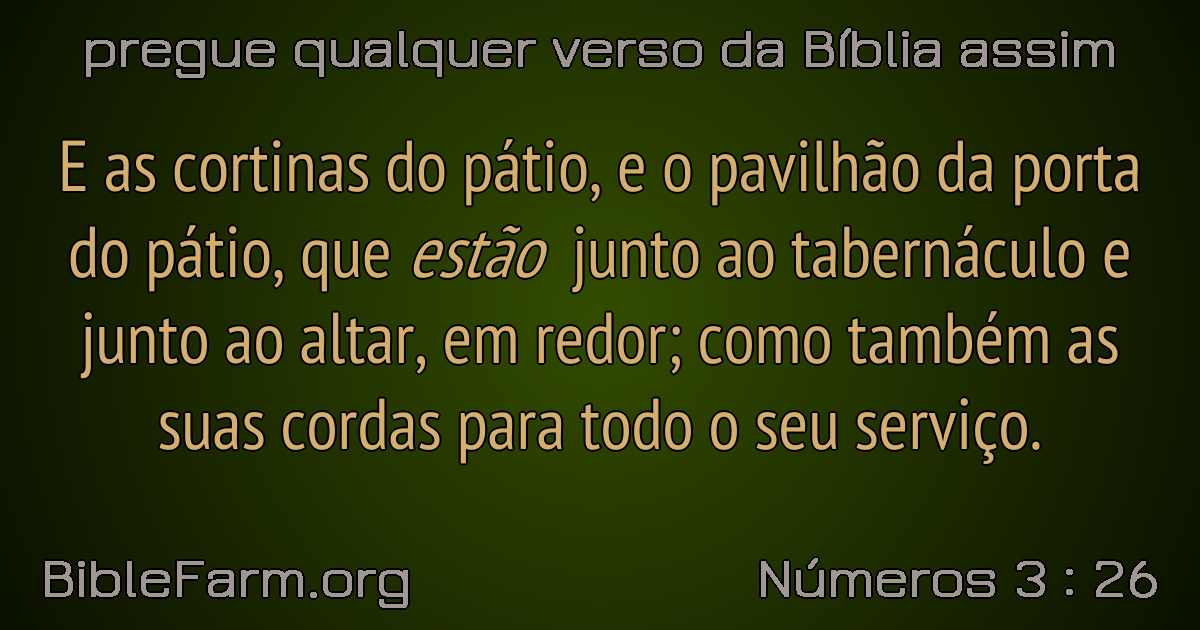 pregue qualquer verso da Bíblia assim
E as cortinas do pátio, e o pavilhão da porta
do pátio, que estão junto ao tabernáculo e
junto ao altar, em redor; como também as
suas cordas para todo o seu serviço.
BibleFarm.org
Números 3 : 26